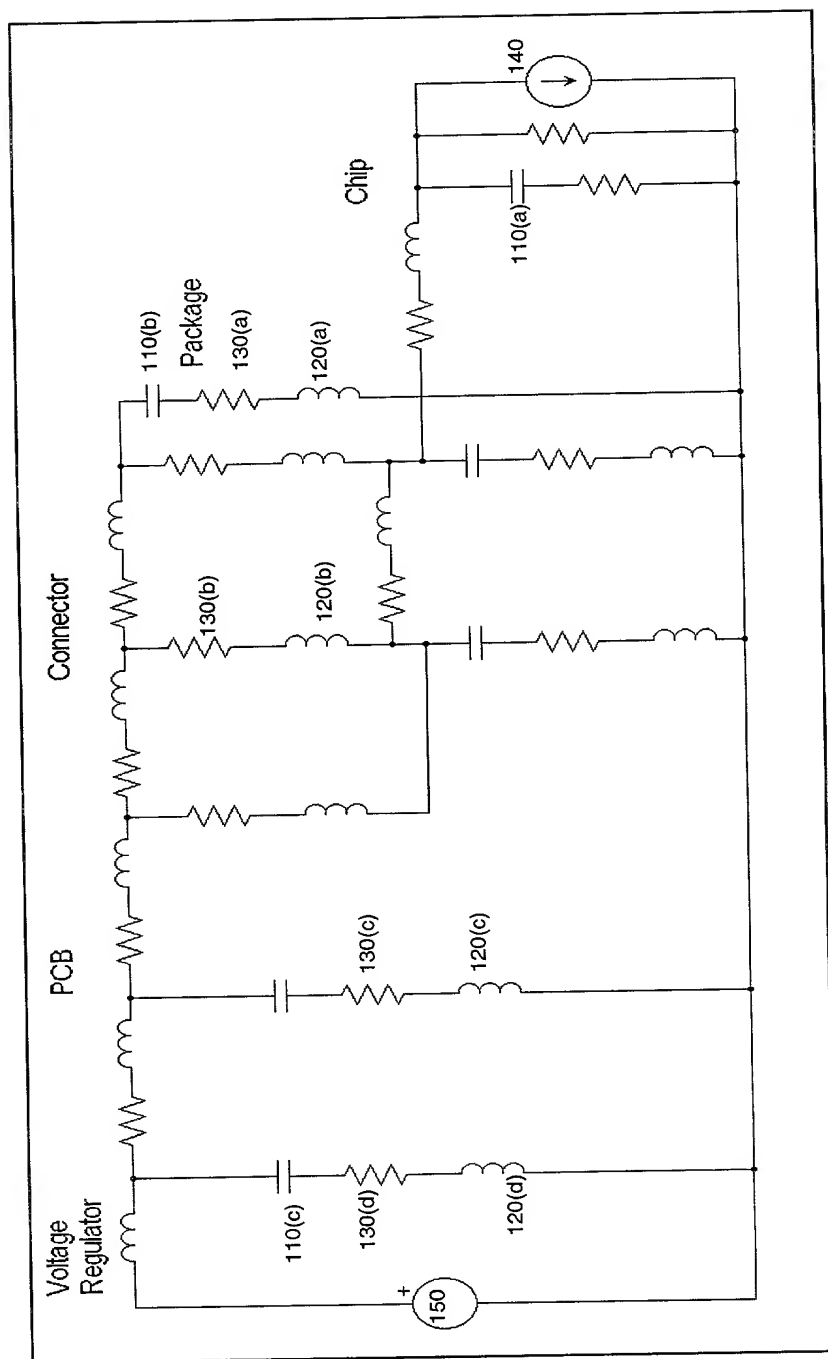 Voltage
Regulator
PCB
Connector
Package
Chip
110(b)
130(a)
120(a)
130(b)
120(b)
110(a)
140
130(c)
120(c)
110(c)
130(d)
120(d)
+
150